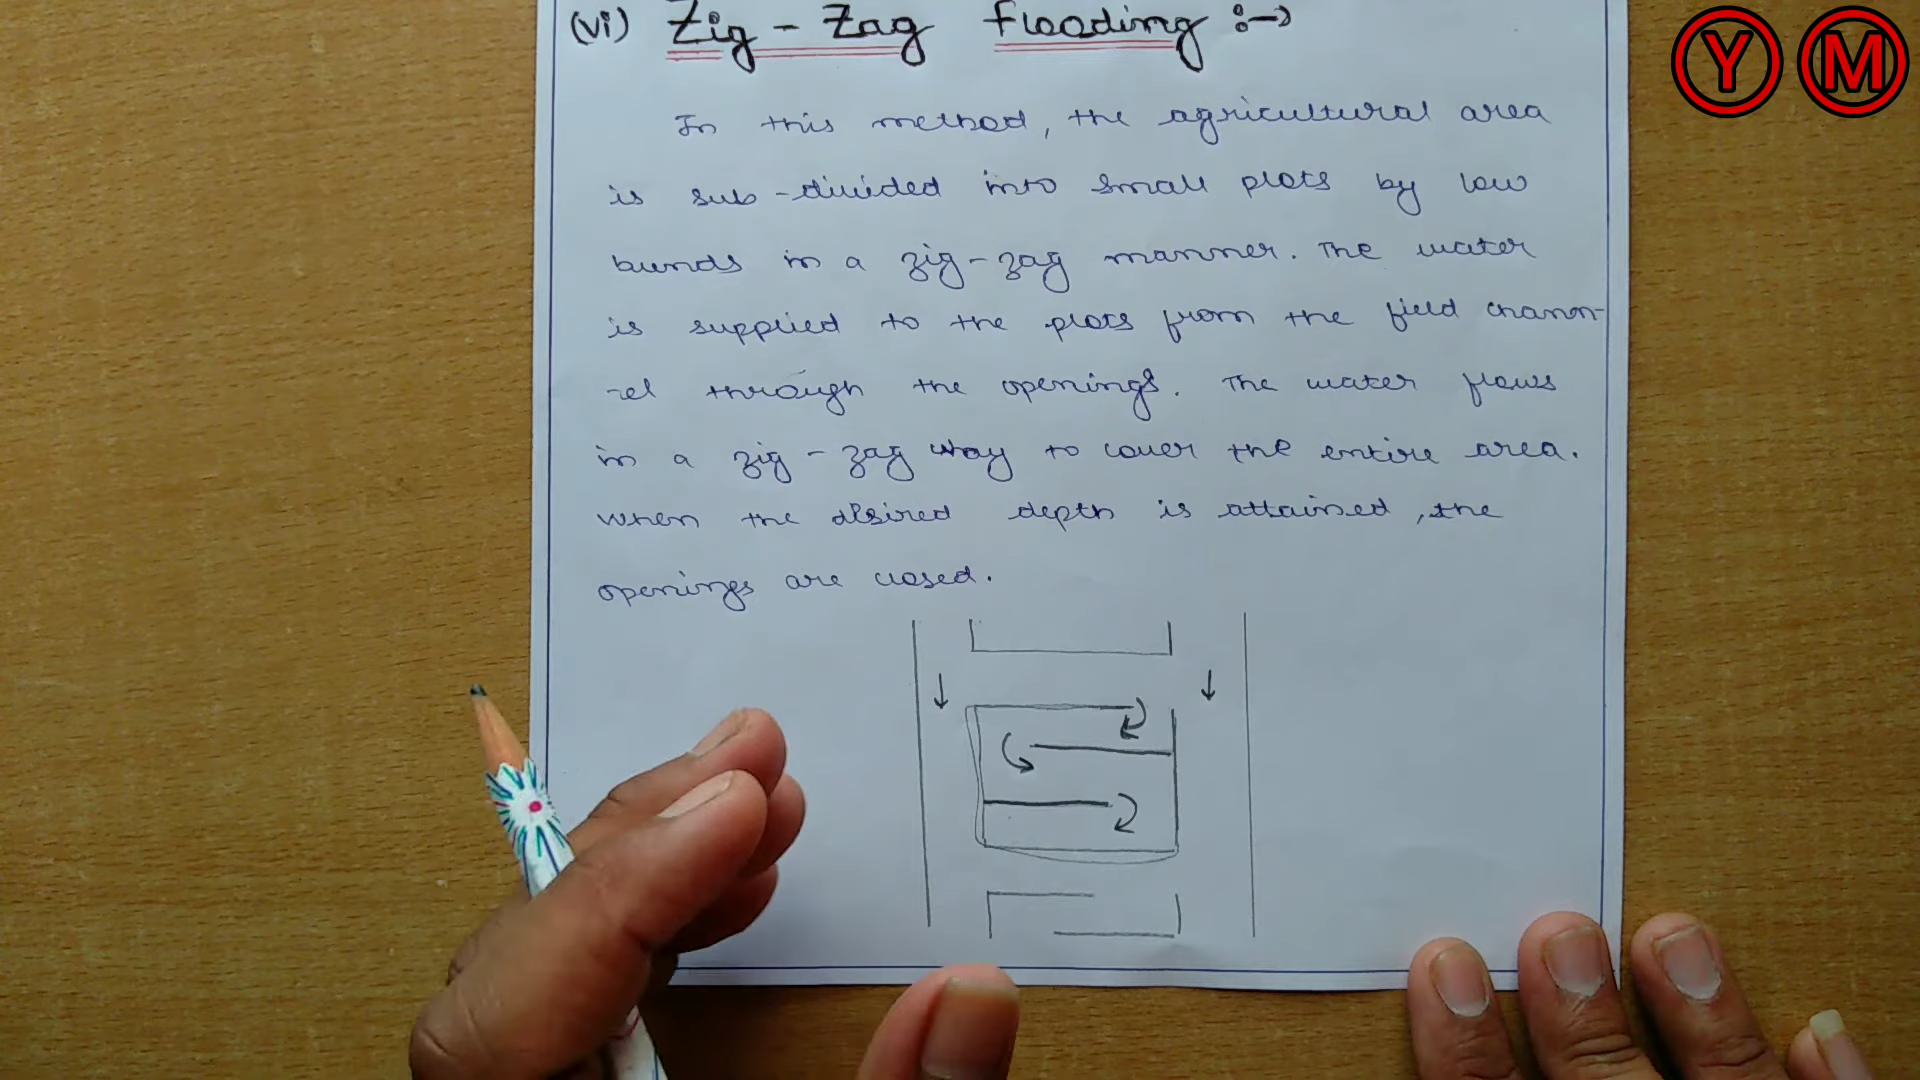 (vi) Zig - Zag Flooding :→
Y M
In this method, the agricultural area
is sub-divided into small plots by low
bunds in a zig-zag manner. The water
is supplied to the plots from the field chann-
-el through the openings. The water flows
in a zig-zag way to cover the entire area.
when the desired depth is attained, the
openings are closed.